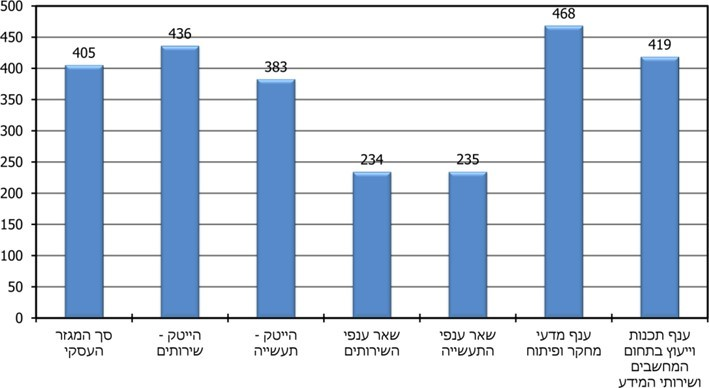 500
450
400
350
300
250
200
150
100
50
0
405
436
383
234
235
468
419
סך המגזר
העסקי
הייטק -
שירותים
הייטק -
תעשייה
שאר ענפי
השירותים
שאר ענפי
התעשייה
ענף מדעי
מחקר ופיתוח
ענף תכנות
וייעוץ בתחום
המחשבים
ושירותי המידע